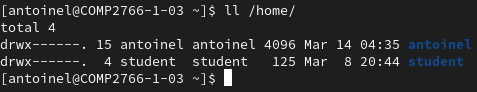 [antoinel@COMP2766-1-03 ~]$ ll /home/
total 4
drwx------. 15 antoinel antoinel 4096 Mar 14 04:35 antoinel
drwx------.  4 student  student   125 Mar  8 20:44 student
[antoinel@COMP2766-1-03 ~]$